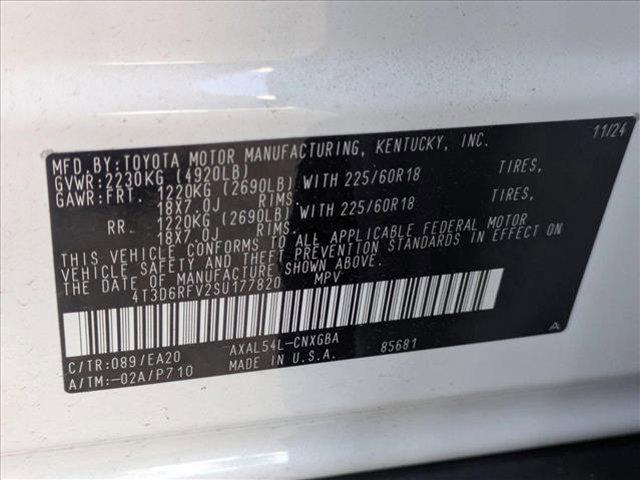 MFD.BY:TOYOTA MOTOR MANUFACTURING, KENTUCKY, INC. 11/24
GVWR:2230KG (4920LB)
GAWR:FRT. 1220KG (2690LB) WITH 225/60R18 TIRES,
18X7.0J RIMS.
RR. 1220KG (2690LB) WITH 225/60R18 TIRES,
18X7.0J RIMS.
THIS VEHICLE CONFORMS TO ALL APPLICABLE FEDERAL MOTOR
VEHICLE SAFETY AND THEFT PREVENTION STANDARDS IN EFFECT ON
THE DATE OF MANUFACTURE SHOWN ABOVE.
4T3D6RFV2SU177820 MPV
C/TR:089/EA20 AXAL54L-CNXGBA
A/TM:-02A/P710 MADE IN U.S.A. 85681 A